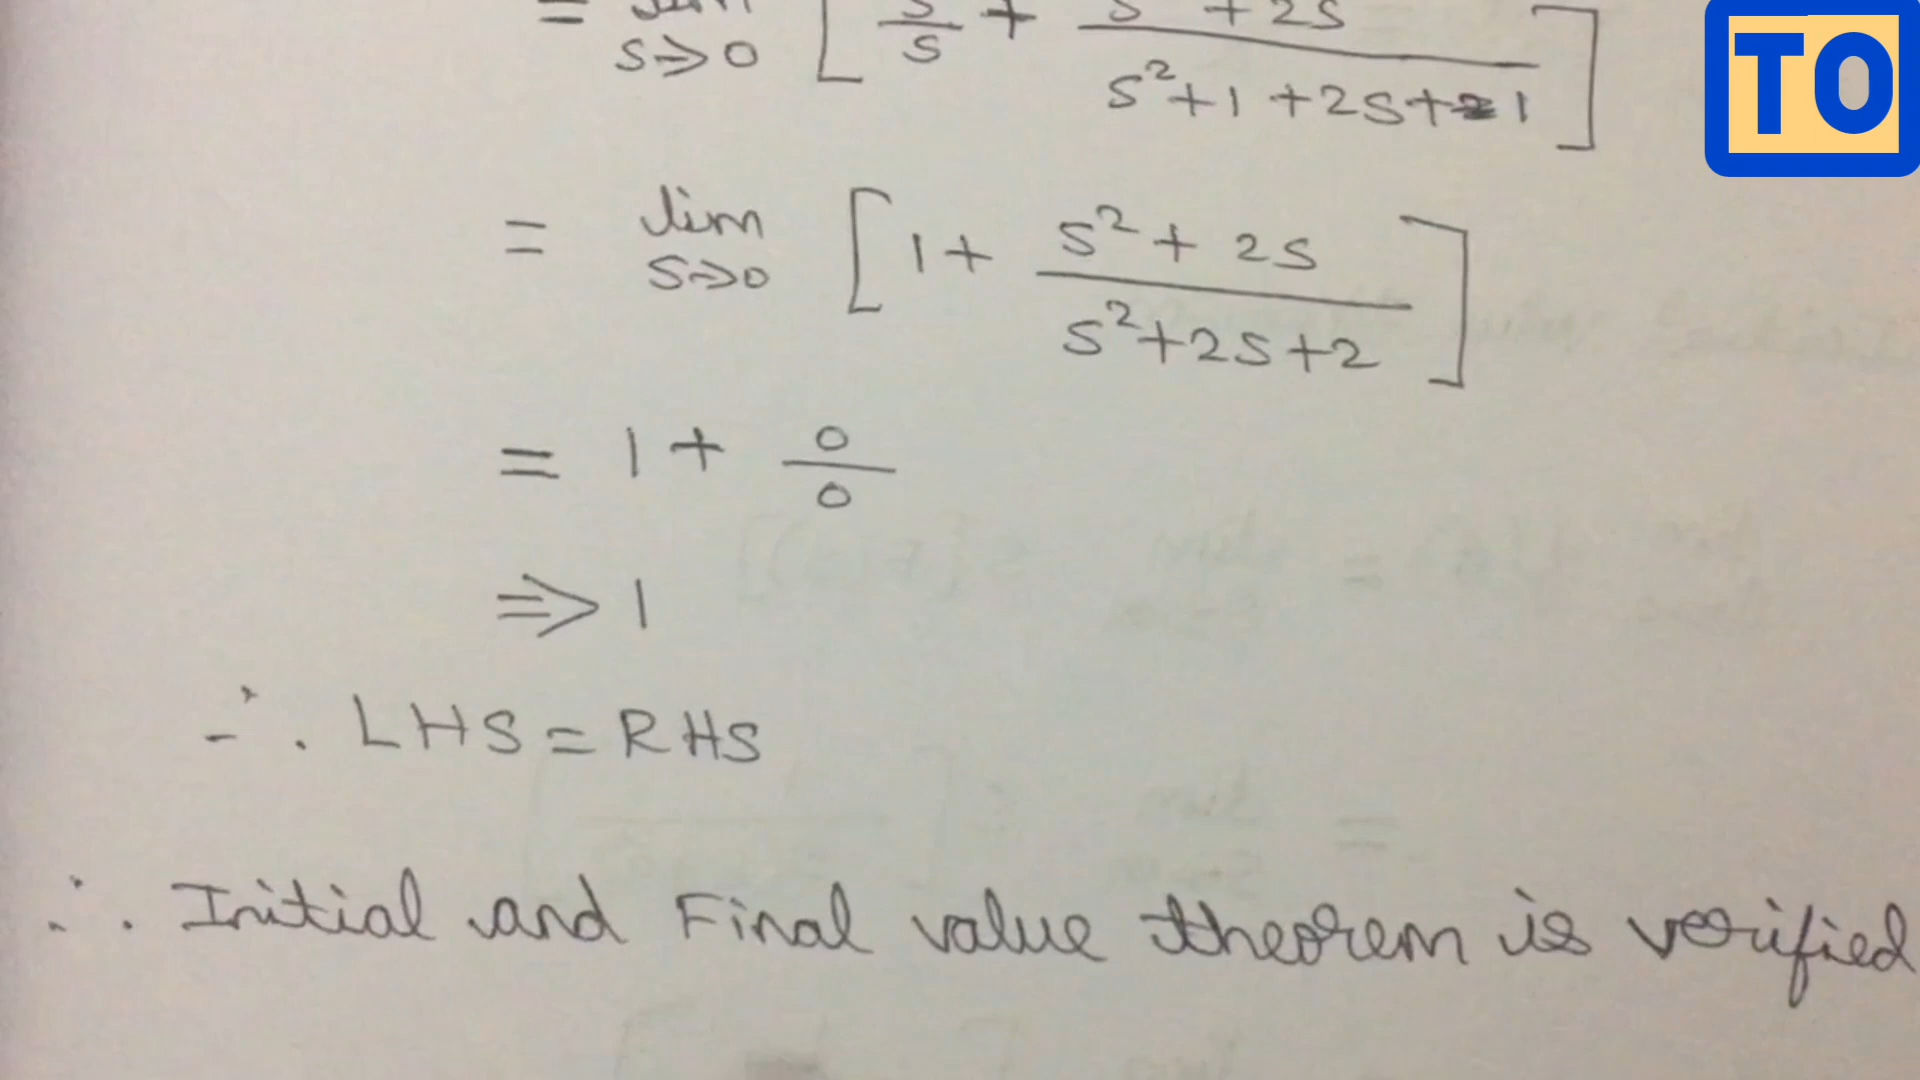 = lim [ s/s + s² + 2s / s²+1+2s+1 ]
s→0
TO
= lim [ 1 + s² + 2s / s²+2s+2 ]
s→0
= 1 + 0/0
⇒ 1
∴ LHS = RHS
∴ Initial and Final value theorem is verified